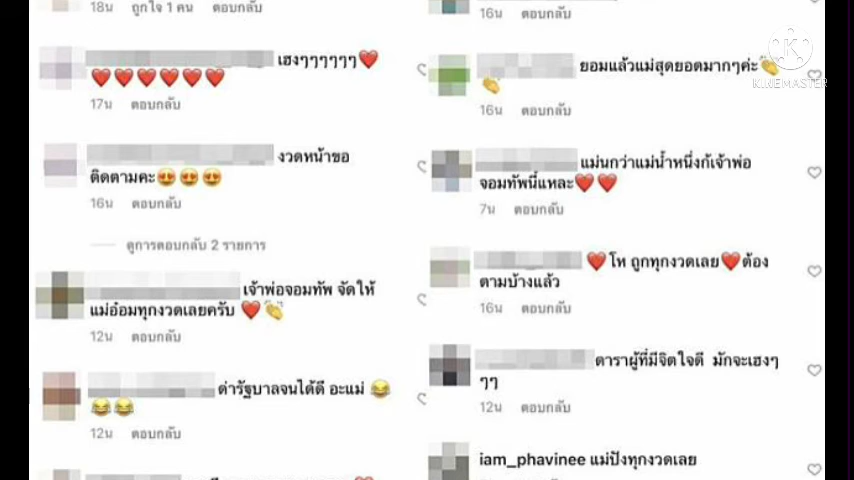 18น ถูกใจ 1 คน ตอบกลับ
เฮงๆๆๆๆๆๆ❤️
❤️❤️❤️❤️❤️❤️
17น ตอบกลับ
งวดหน้าขอ
ติดตามคะ😍😍😍
16น ตอบกลับ
ดูการตอบกลับ 2 รายการ
เจ้าพ่อจอมทัพ จัดให้
แม่อ๋อมทุกงวดเลยครับ ❤️👏
12น ตอบกลับ
ด่ารัฐบาลจนได้ดี อะแม่ 😂
😂😂
12น ตอบกลับ
16น ตอบกลับ
ยอมแล้วแม่สุดยอดมากๆค่ะ👏
👏
16น ตอบกลับ
แม่นกว่าแม่น้ำหนึ่งก้เจ้าพ่อ
จอมทัพนี้แหละ❤️❤️
7น ตอบกลับ
❤️โห ถูกทุกงวดเลย❤️ต้อง
ตามบ้างแล้ว
16น ตอบกลับ
ดาราผู้ที่มีจิตใจดี มักจะเฮงๆ
ๆๆ
12น ตอบกลับ
iam_phavinee แม่ปังทุกงวดเลย
KINEMASTER